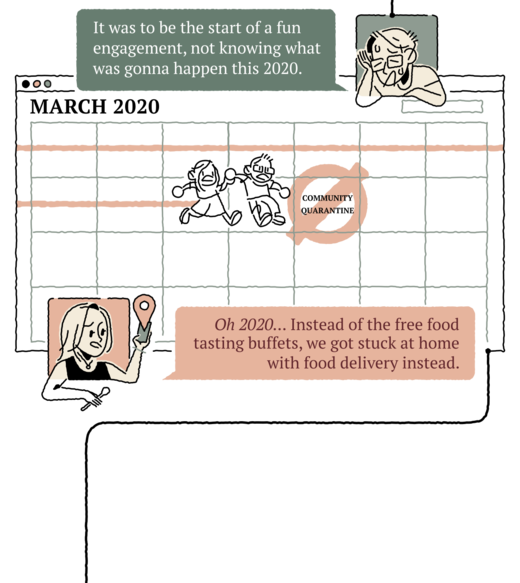 It was to be the start of a fun
engagement, not knowing what
was gonna happen this 2020.
MARCH 2020
COMMUNITY
QUARANTINE
Oh 2020... Instead of the free food
tasting buffets, we got stuck at home
with food delivery instead.